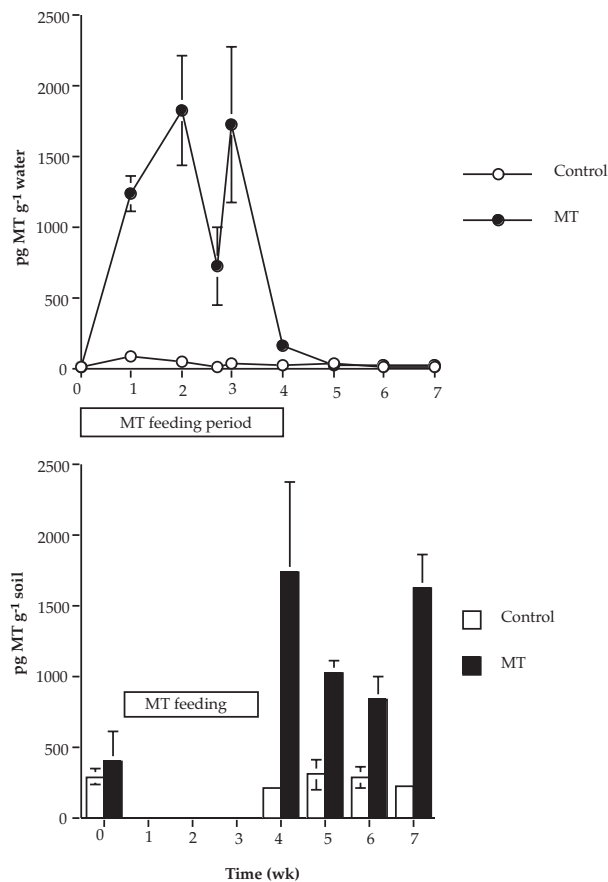 2500
2000
1500
1000
500
0
pg MT g-1 water
0 1 2 3 4 5 6 7
Control
MT
MT feeding period
2500
2000
1500
1000
500
0
pg MT g-1 soil
MT feeding
Control
MT
0 1 2 3 4 5 6 7
Time (wk)